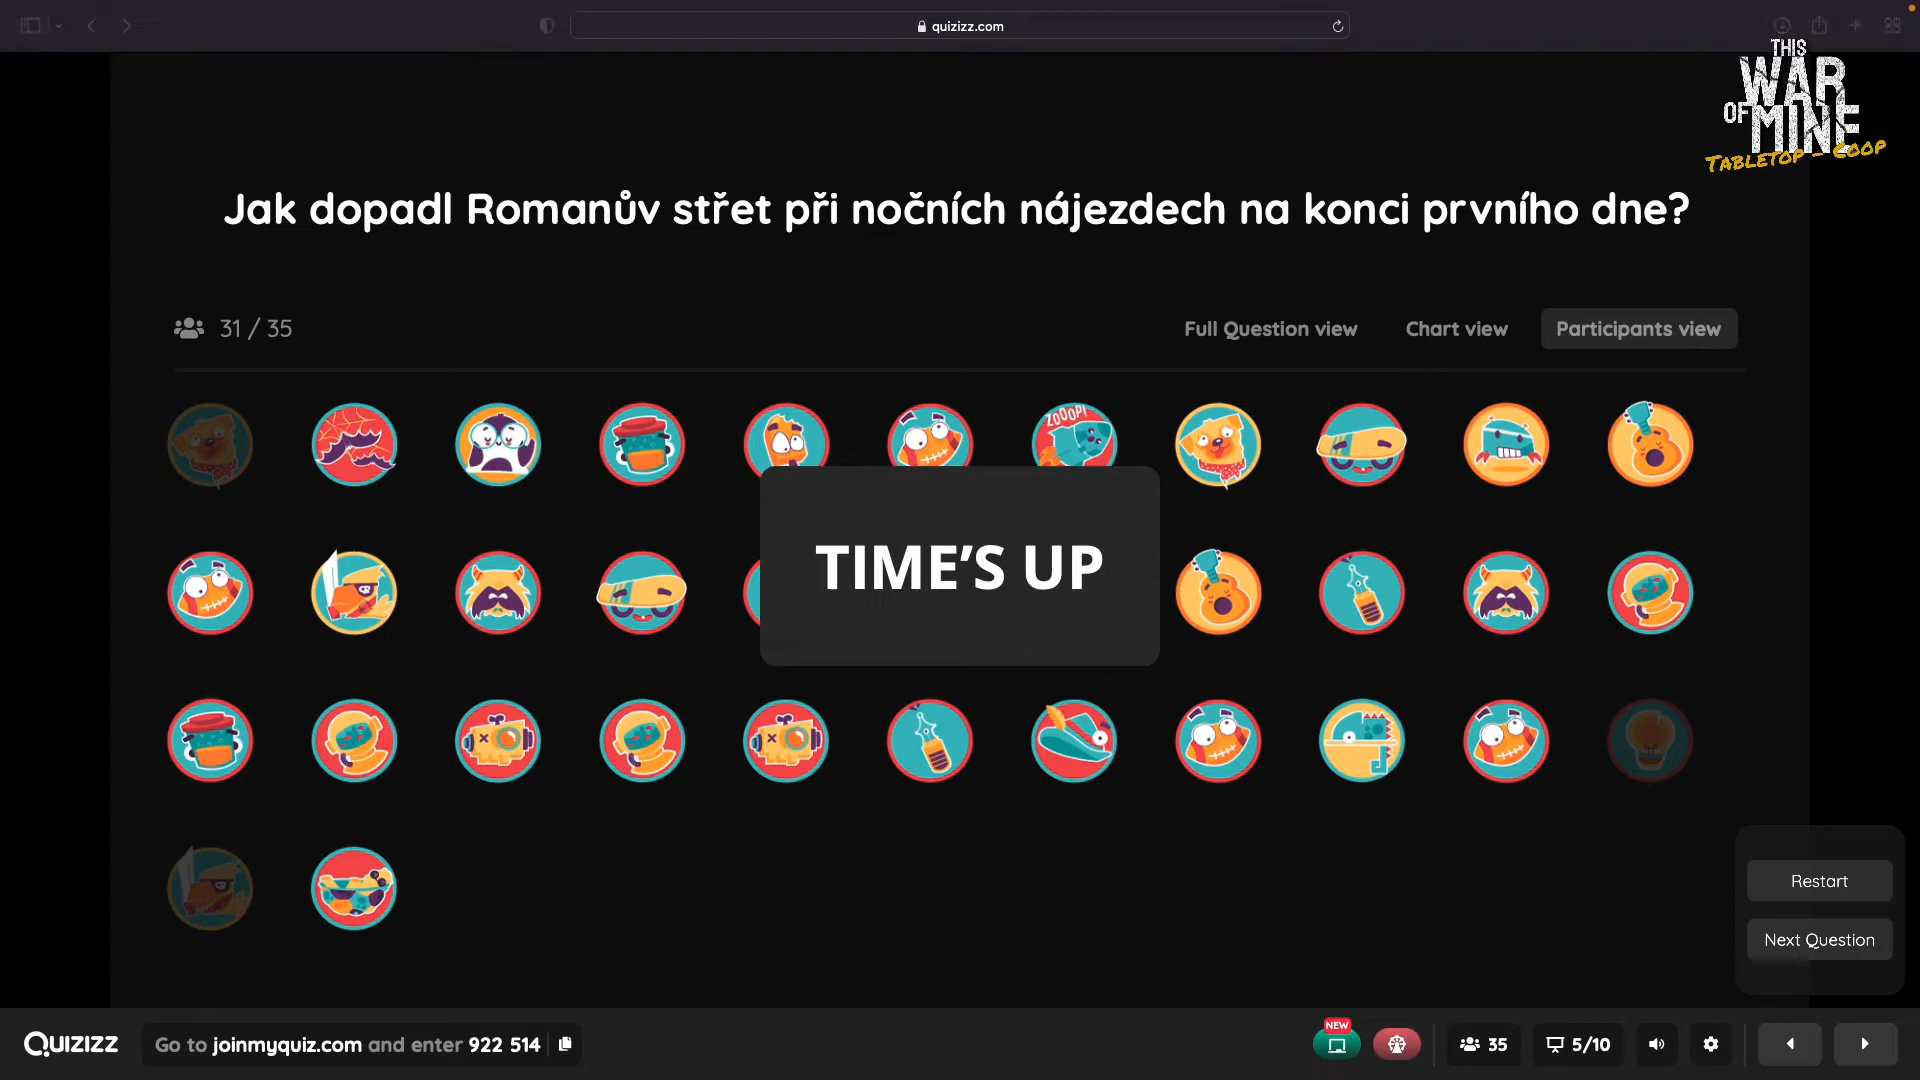 quizizz.com
THIS
WAR
OF MINE
TABLETOP - COOP
Jak dopadl Romanův střet při nočních nájezdech na konci prvního dne?
31 / 35
Full Question view
Chart view
Participants view
ZOOOP!
TIME'S UP
Restart
Next Question
QUIZIZZ
Go to joinmyquiz.com and enter 922 514
NEW
35
5/10